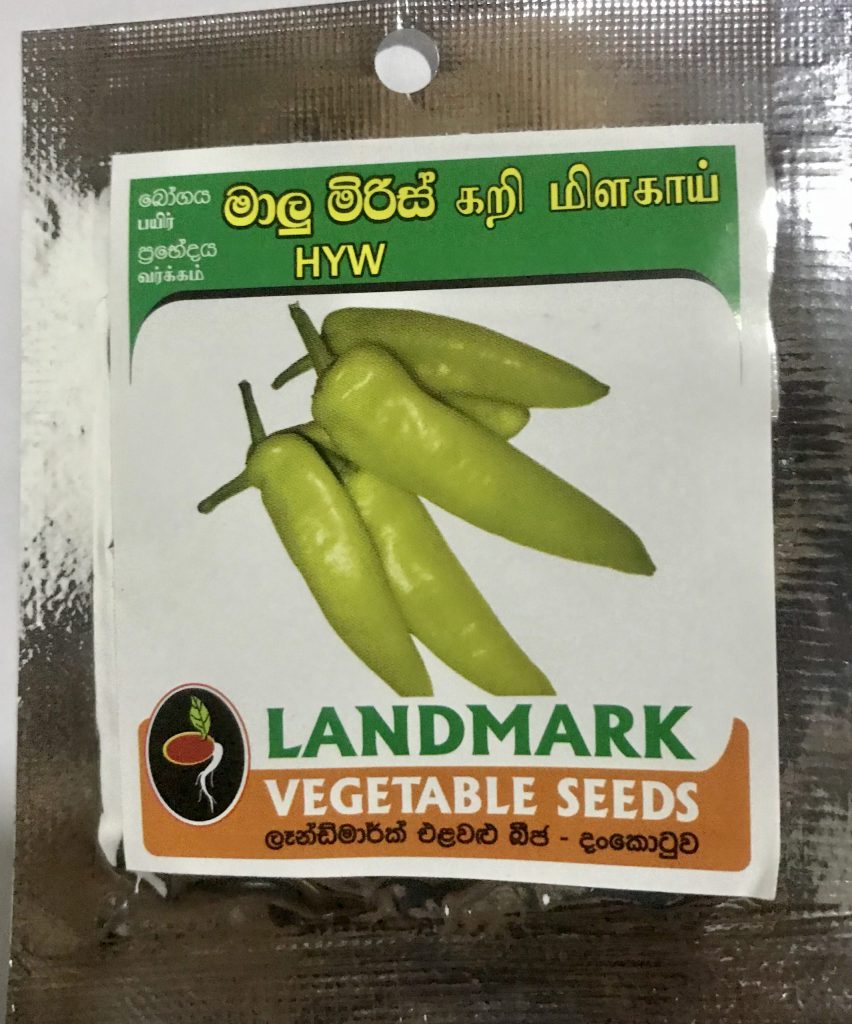 බෝගය
பயிர்
ප්‍රභේදය
வர்க்கம்
මාලු මිරිස් கறி மிளகாய்
HYW
LANDMARK
VEGETABLE SEEDS
ලෑන්ඩ්මාර්ක් එළවළු බීජ - දංකොටුව